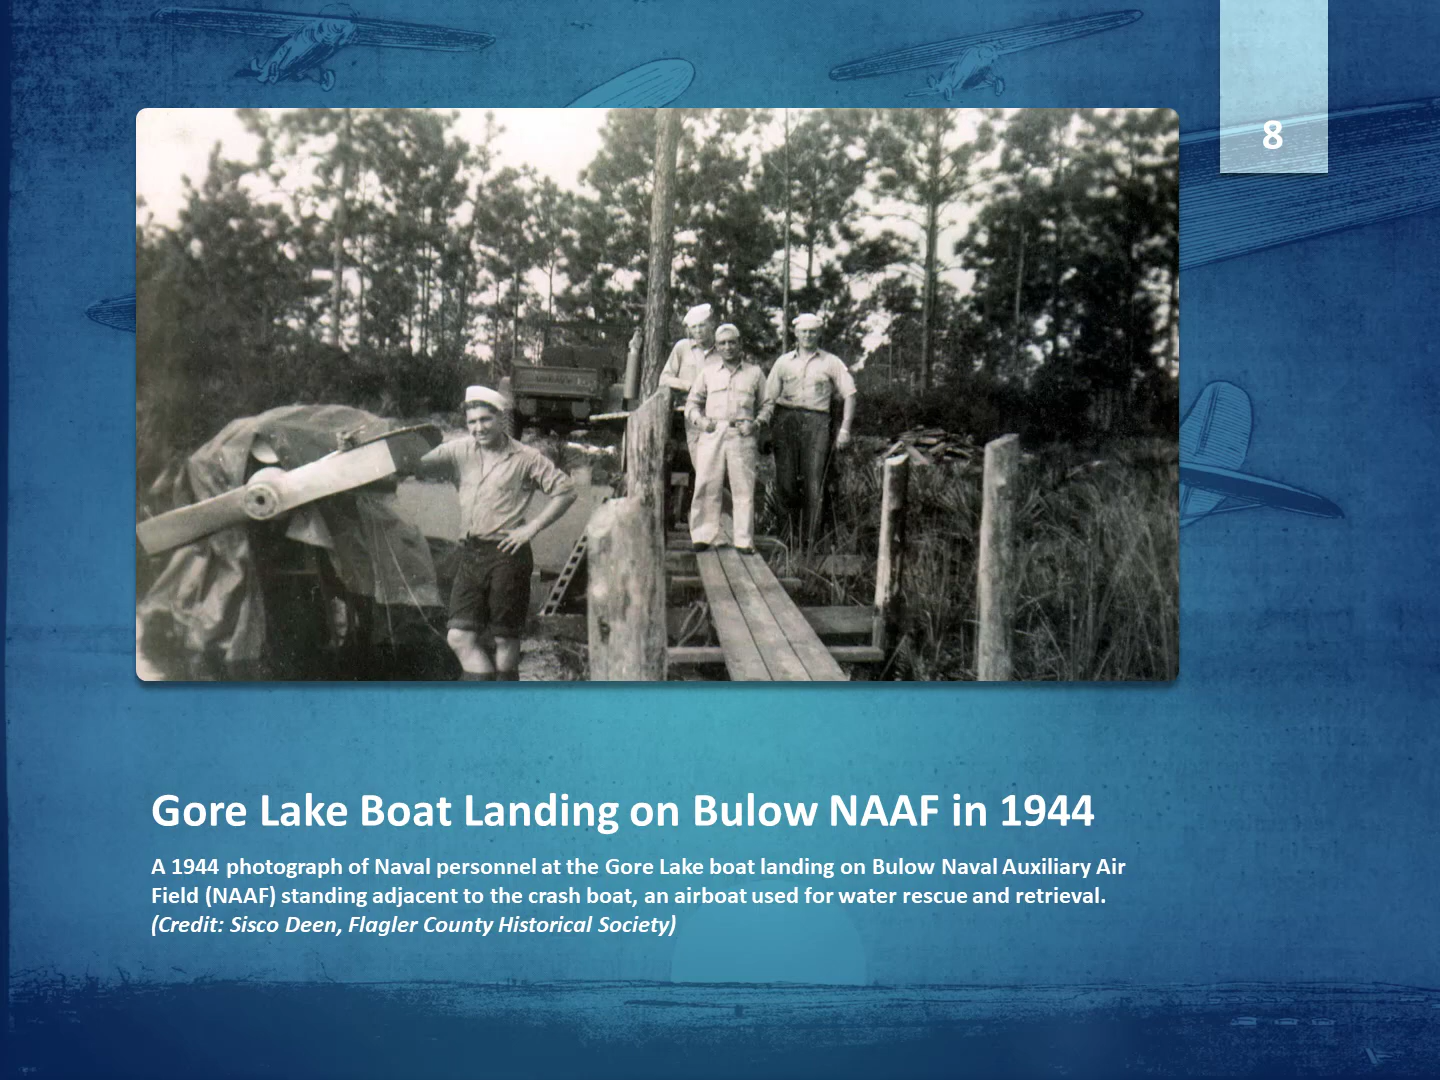 8
Gore Lake Boat Landing on Bulow NAAF in 1944
A 1944 photograph of Naval personnel at the Gore Lake boat landing on Bulow Naval Auxiliary Air
Field (NAAF) standing adjacent to the crash boat, an airboat used for water rescue and retrieval.
(Credit: Sisco Deen, Flagler County Historical Society)